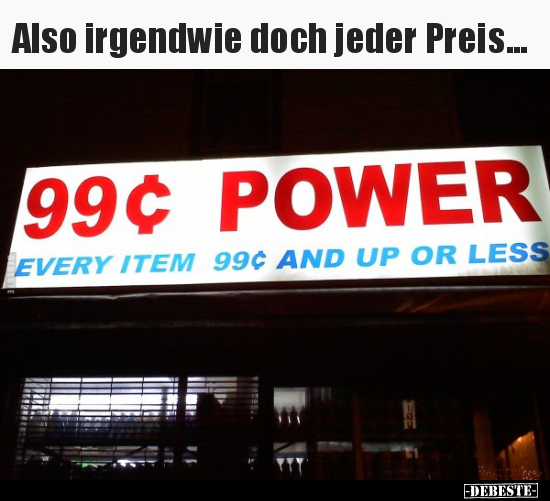 Also irgendwie doch jeder Preis...
99¢ POWER
EVERY ITEM 99¢ AND UP OR LESS
-DEBESTE-